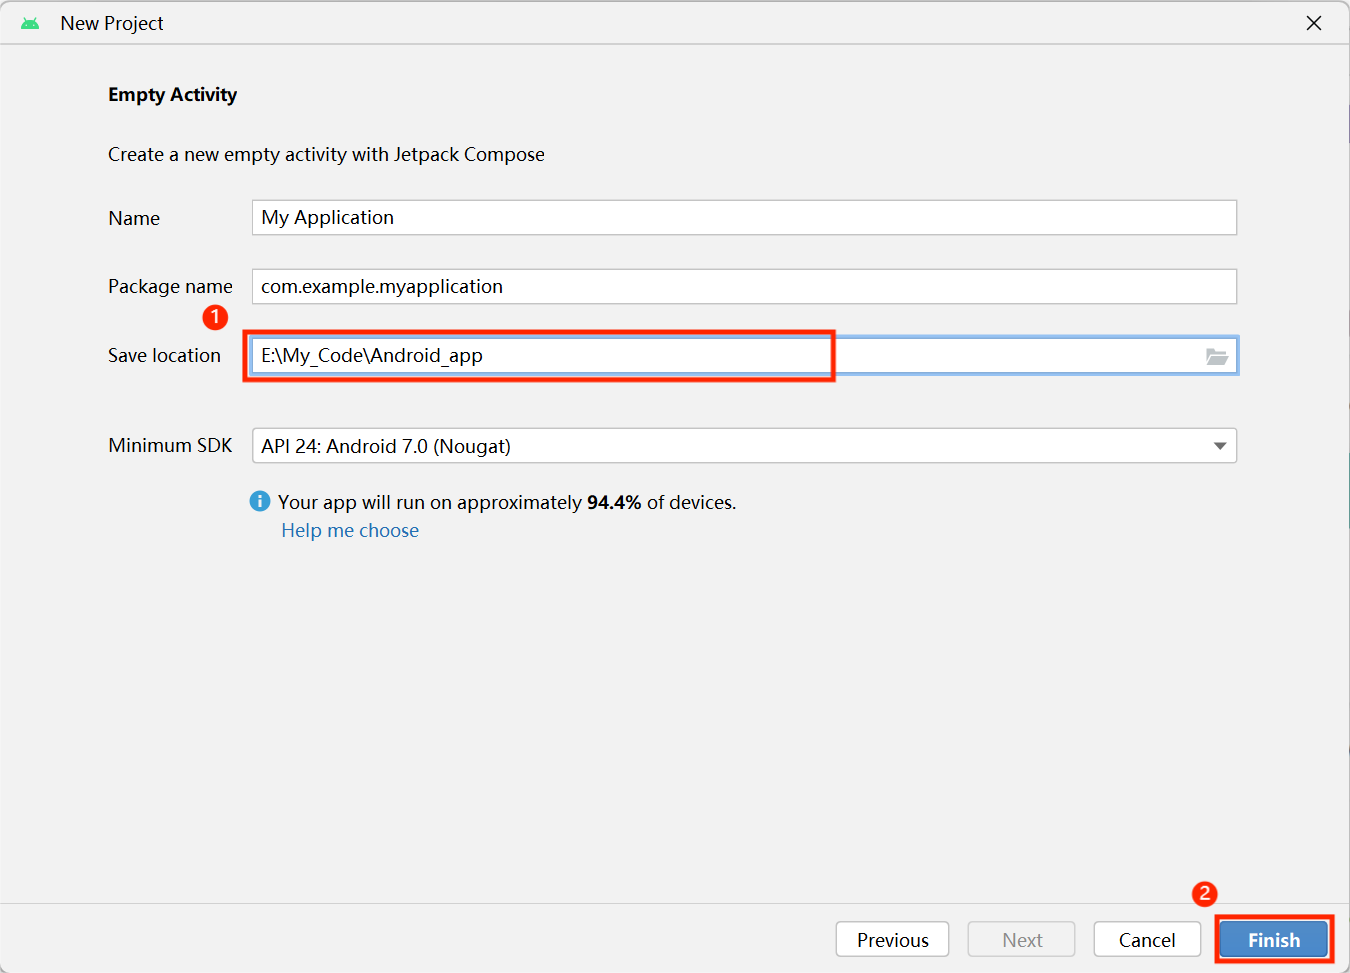 New Project
Empty Activity
Create a new empty activity with Jetpack Compose
Name My Application
Package name com.example.myapplication
1
Save location E:\My_Code\Android_app
Minimum SDK API 24: Android 7.0 (Nougat)
Your app will run on approximately 94.4% of devices.
Help me choose
2
Previous Next Cancel Finish